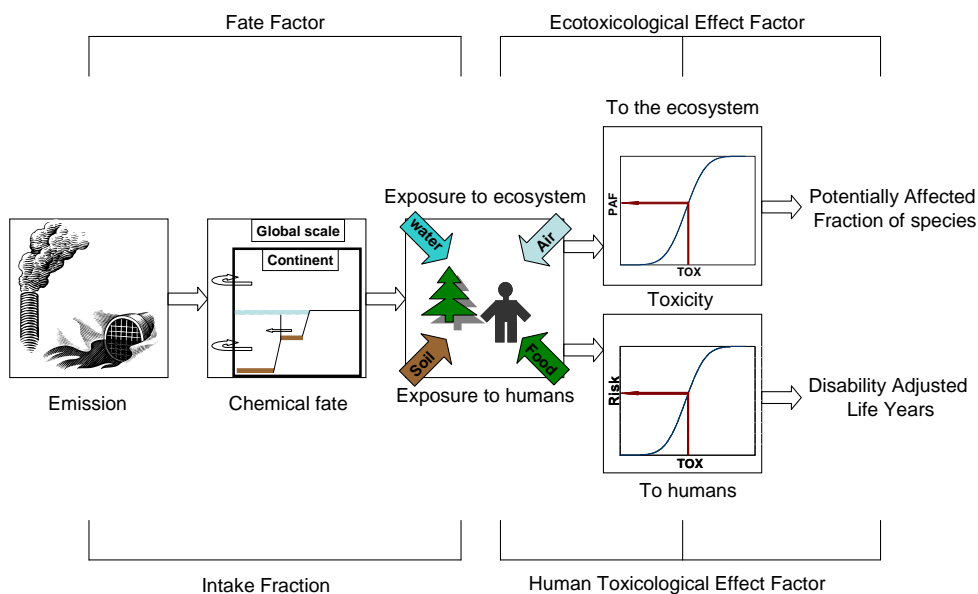 Fate Factor
Ecotoxicological Effect Factor
To the ecosystem
PAF
TOX
Toxicity
Potentially Affected
Fraction of species
Exposure to ecosystem
water
Air
Soil
Food
Exposure to humans
Global scale
Continent
Emission
Chemical fate
Risk
TOX
To humans
Disability Adjusted
Life Years
Intake Fraction
Human Toxicological Effect Factor